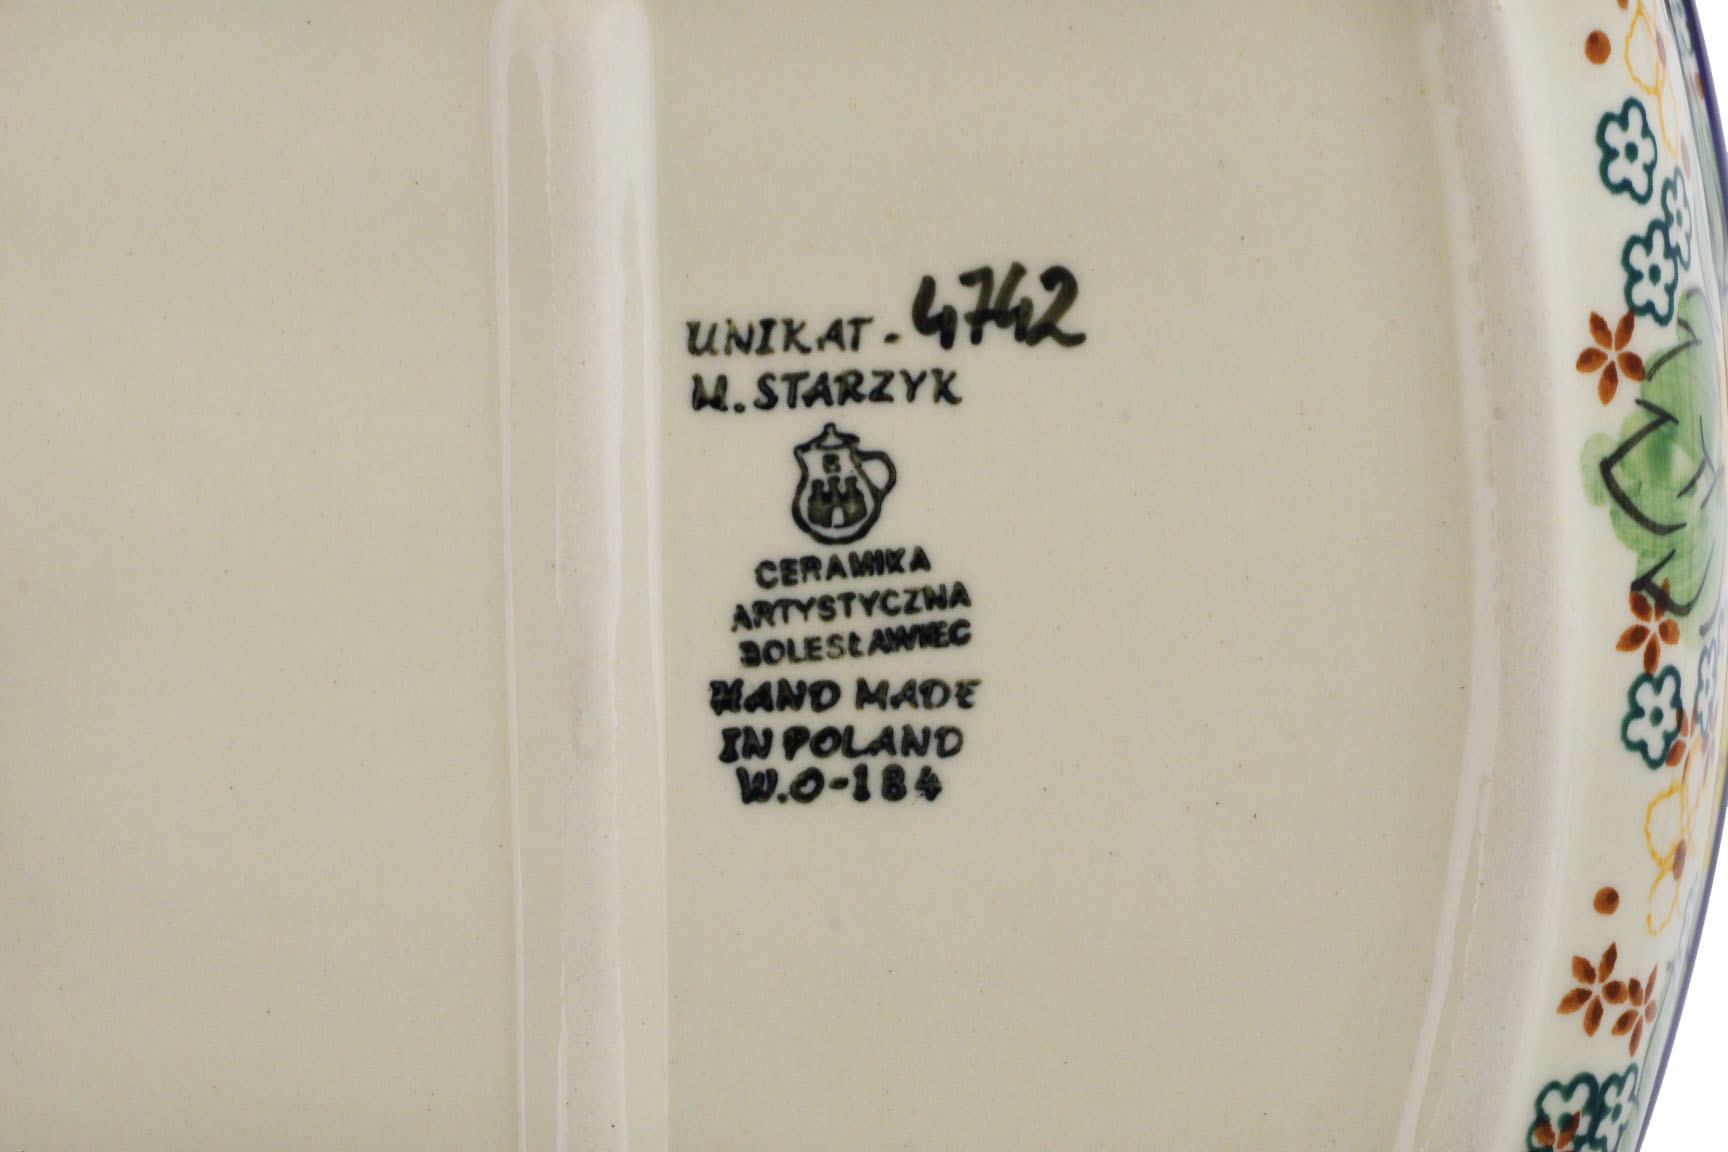 UNIKAT - 4742
M. STARZYK
B
CERAMIKA
ARTYSTYCZNA
BOLESŁAWIEC
HAND MADE
IN POLAND
W.O-184